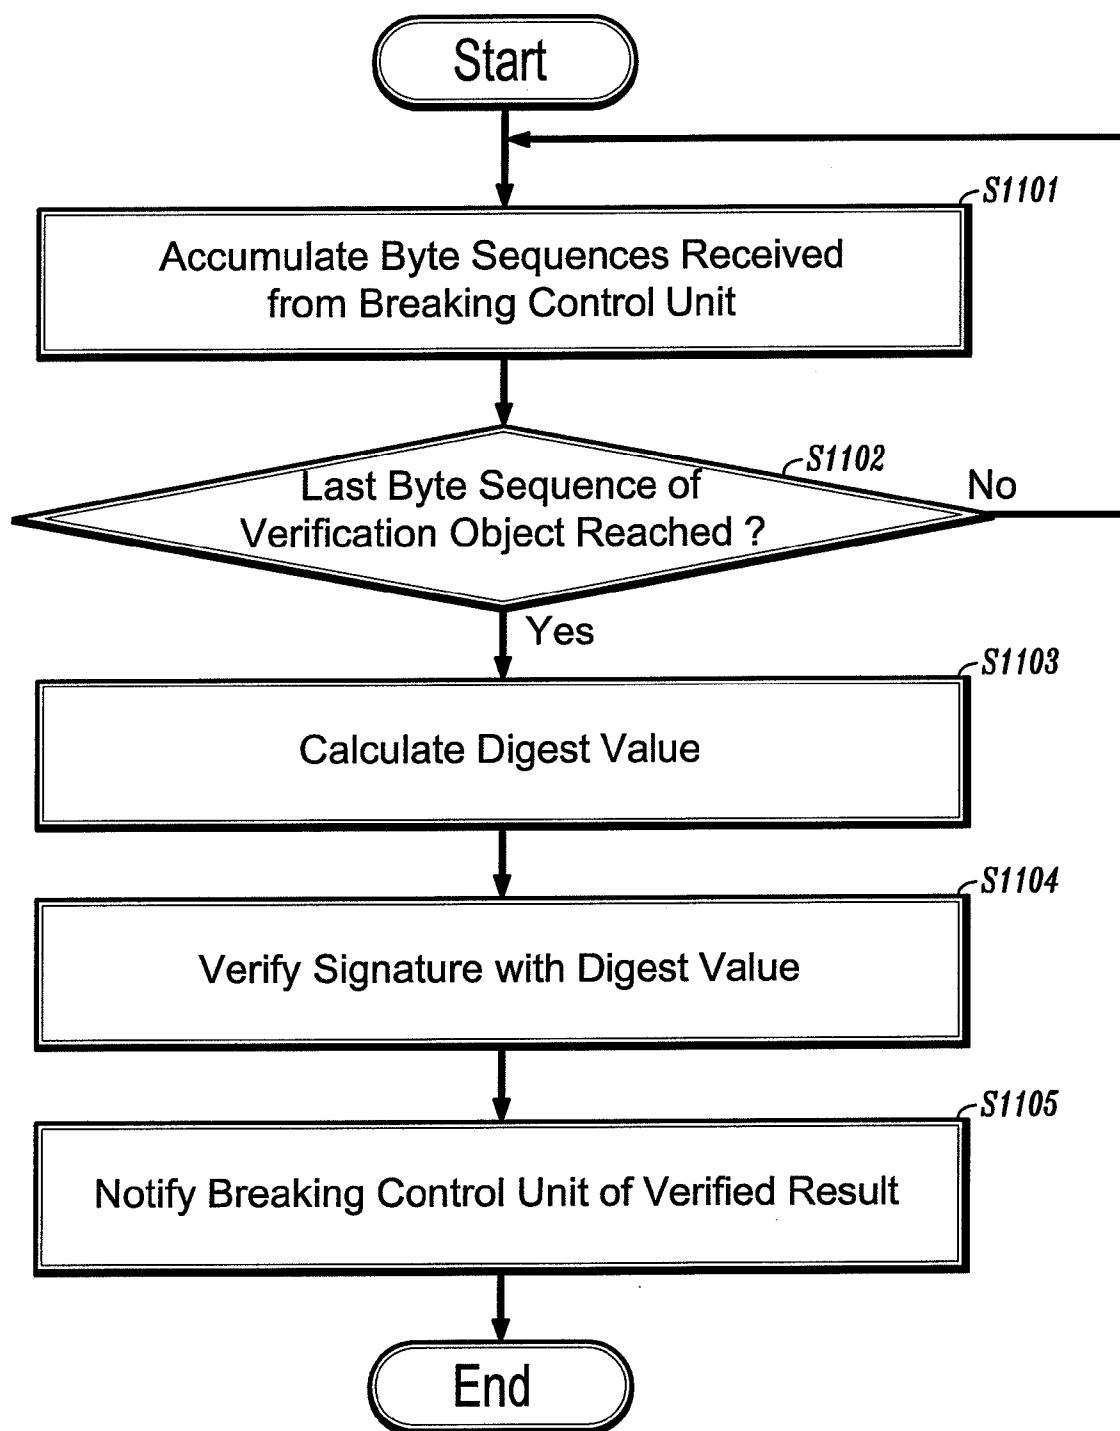 Start
S1101
Accumulate Byte Sequences Received
from Breaking Control Unit
S1102
Last Byte Sequence of
Verification Object Reached ?
No
Yes
S1103
Calculate Digest Value
S1104
Verify Signature with Digest Value
S1105
Notify Breaking Control Unit of Verified Result
End